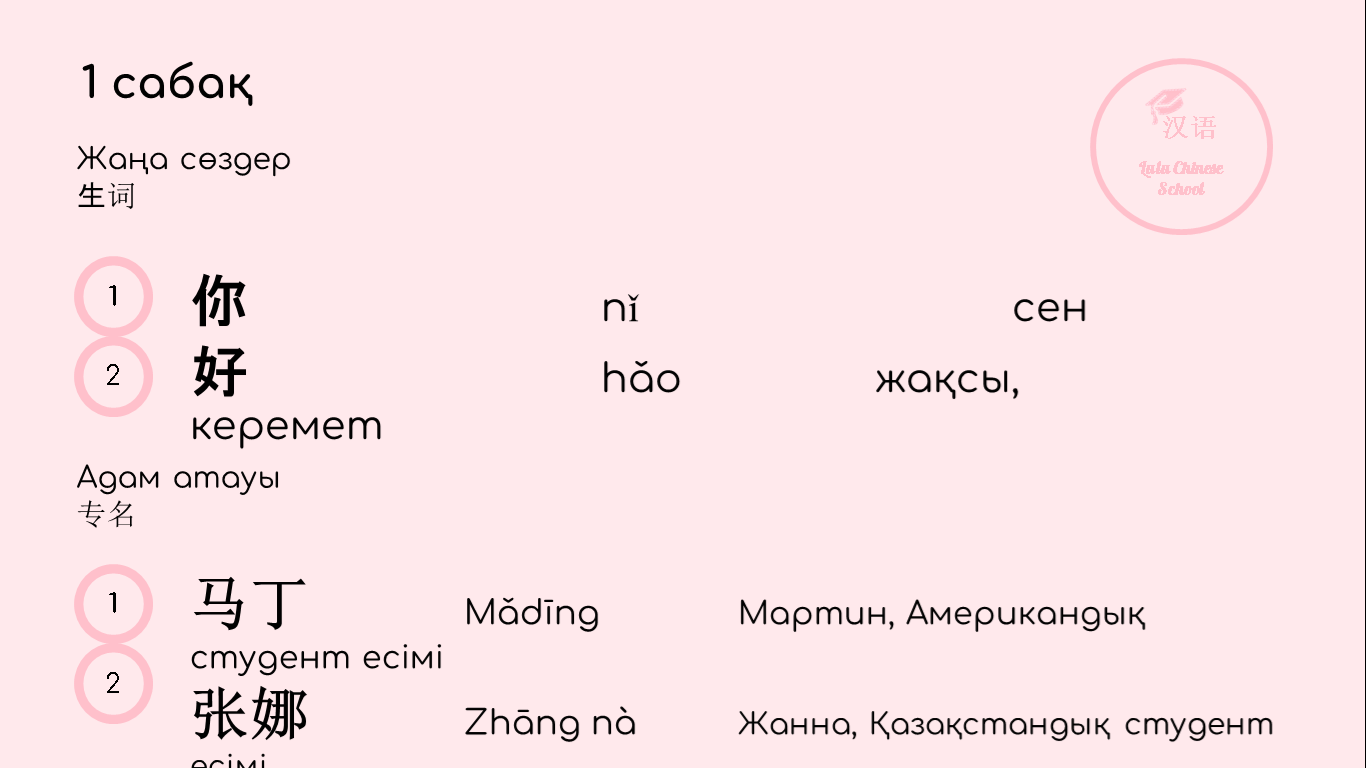 1 сабақ
汉语
Lulu Chinese
School
Жаңа сөздер
生词
1 你 nǐ сен
2 好 hǎo жақсы,
керемет
Адам атауы
专名
1 马丁 Mǎdīng Мартин, Американдық
студент есімі
2 张娜 Zhāng nà Жанна, Қазақстандық студент
есімі